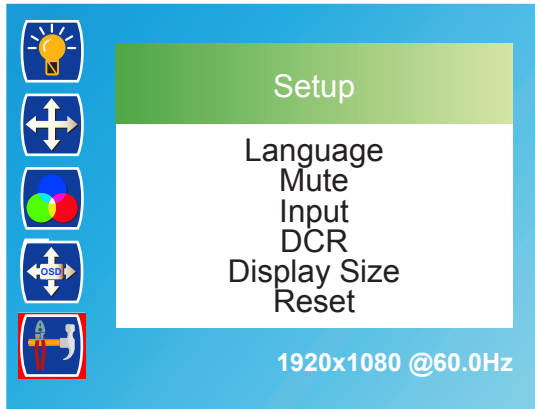 Setup
Language
Mute
Input
DCR
Display Size
Reset
OSD
1920x1080 @60.0Hz